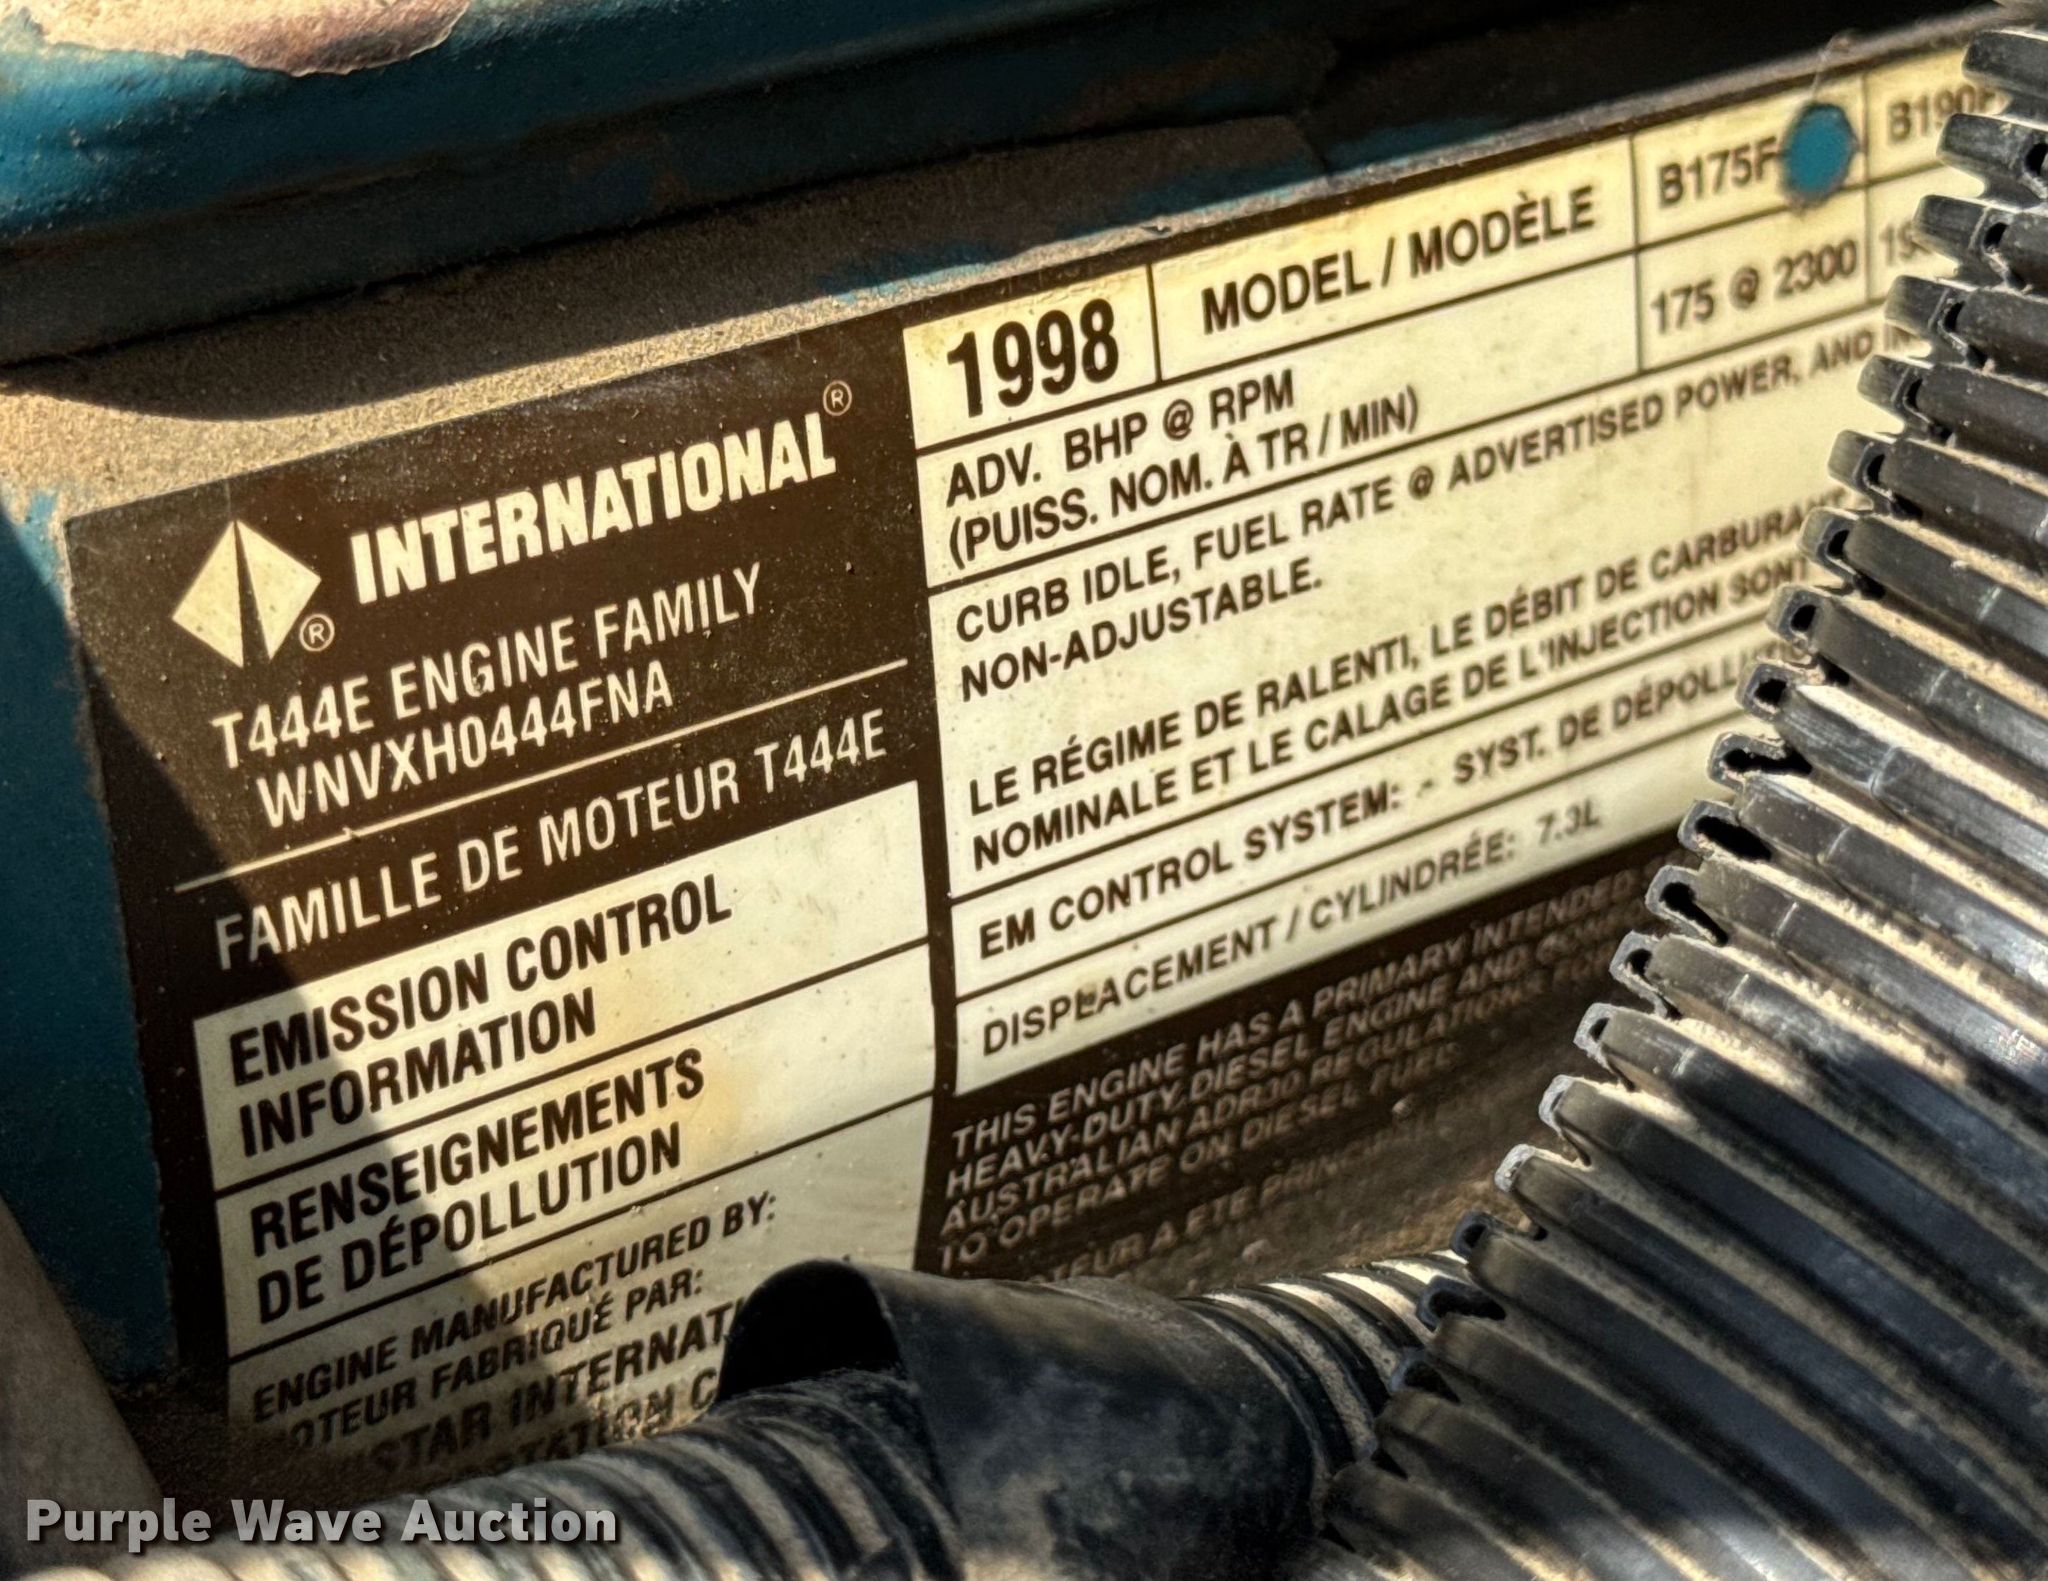 INTERNATIONAL®
®
T444E ENGINE FAMILY
WNVXH0444FNA
FAMILLE DE MOTEUR T444E
EMISSION CONTROL
INFORMATION
RENSEIGNEMENTS
DE DÉPOLLUTION
ENGINE MANUFACTURED BY:
MOTEUR FABRIQUÉ PAR:
1998
MODEL / MODÈLE
B175F
B190F
ADV. BHP @ RPM
(PUISS. NOM. À TR / MIN)
175 @ 2300
CURB IDLE, FUEL RATE @ ADVERTISED POWER, AND
NON-ADJUSTABLE.
LE RÉGIME DE RALENTI, LE DÉBIT DE
NOMINALE ET LE CALAGE DE L'INJECTION SONT
EM CONTROL SYSTEM: - SYST. DE
DISPLACEMENT / CYLINDRÉE: 7.3L
THIS ENGINE HAS A PRIMARY INTENDED
HEAVY-DUTY DIESEL ENGINE AND
AUSTRALIAN ADR30 REGULATIONS FOR
TO OPERATE ON DIESEL FUEL.
Purple Wave Auction